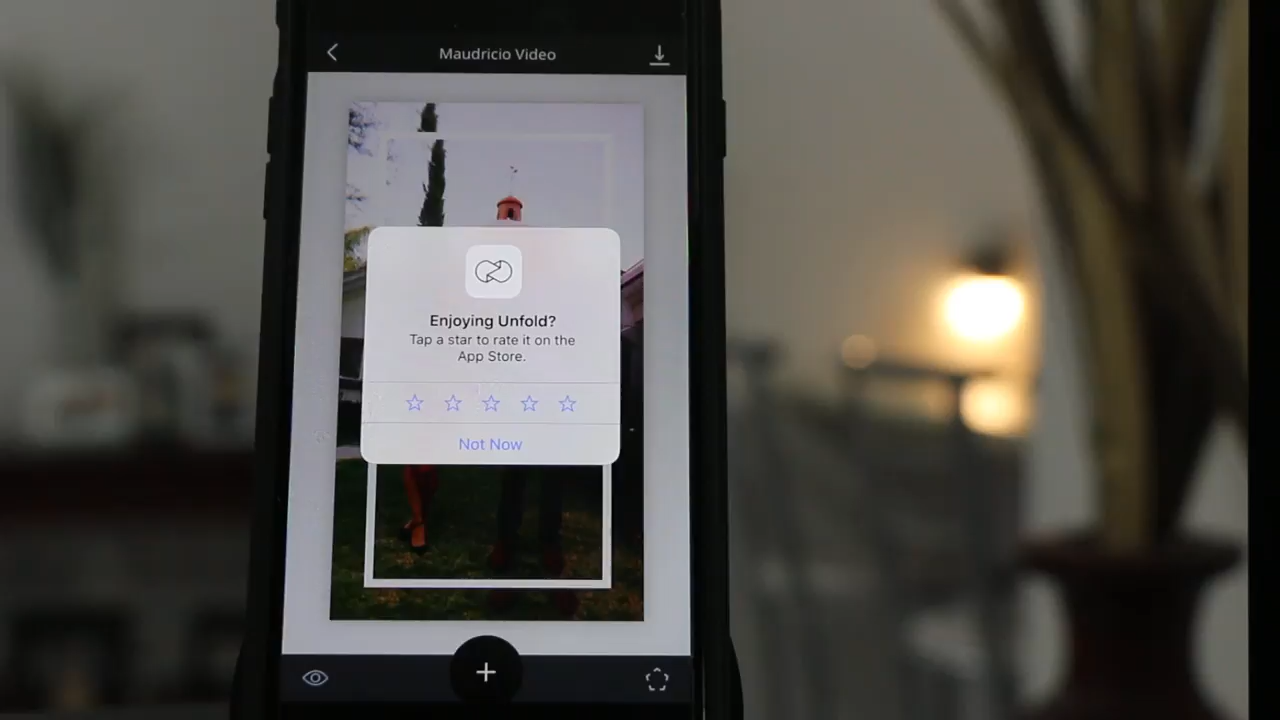 Maudricio Video
Enjoying Unfold?
Tap a star to rate it on the
App Store.
Not Now